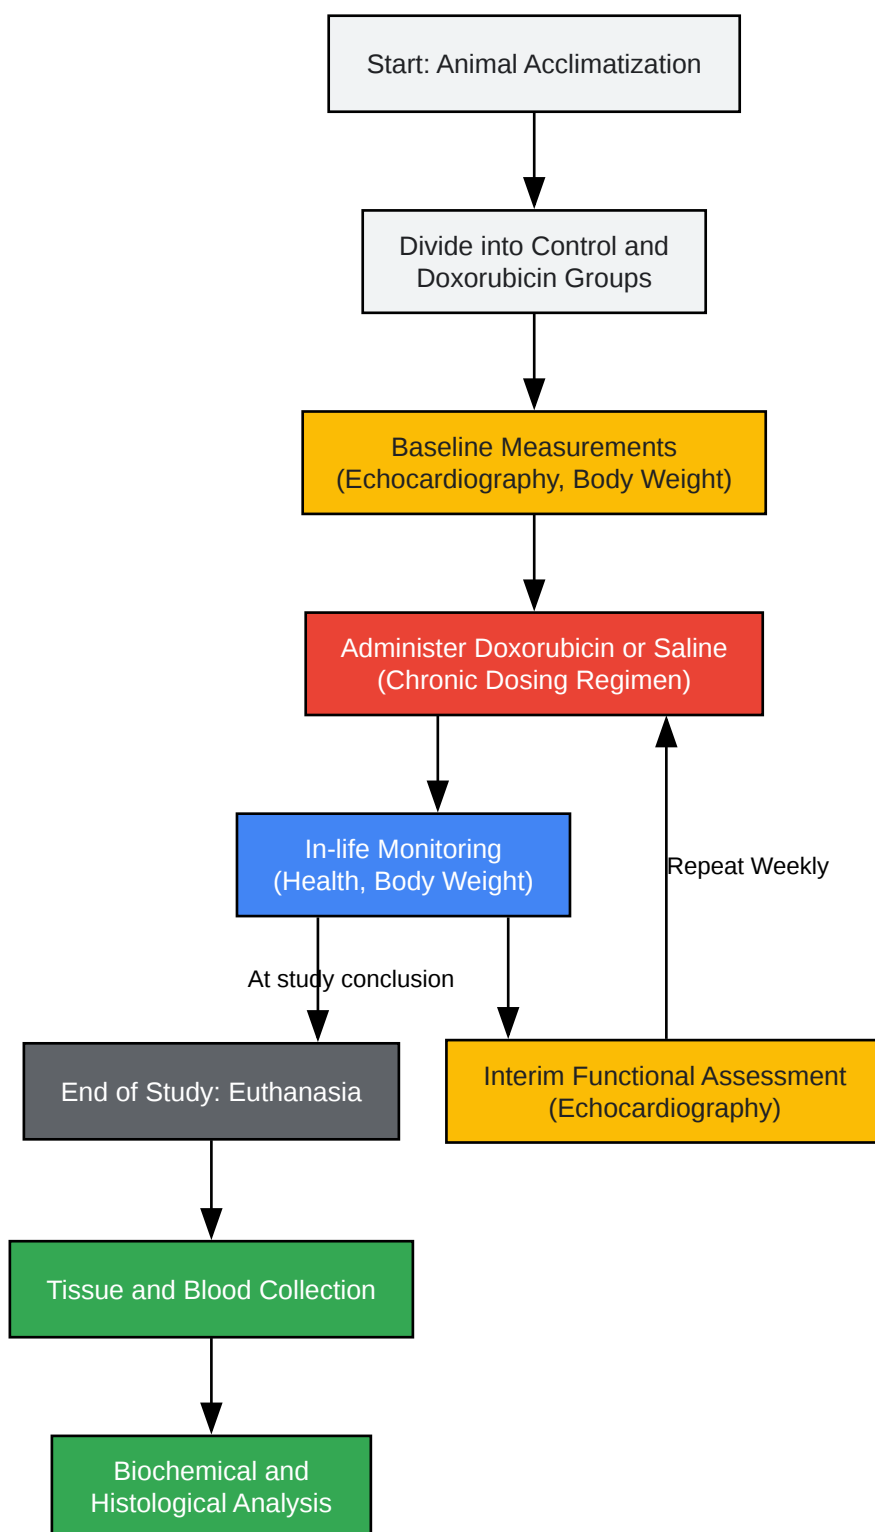 Start: Animal Acclimatization
Divide into Control and
Doxorubicin Groups
Baseline Measurements
(Echocardiography, Body Weight)
Administer Doxorubicin or Saline
(Chronic Dosing Regimen)
In-life Monitoring
(Health, Body Weight)
Repeat Weekly
At study conclusion
End of Study: Euthanasia
Interim Functional Assessment
(Echocardiography)
Tissue and Blood Collection
Biochemical and
Histological Analysis